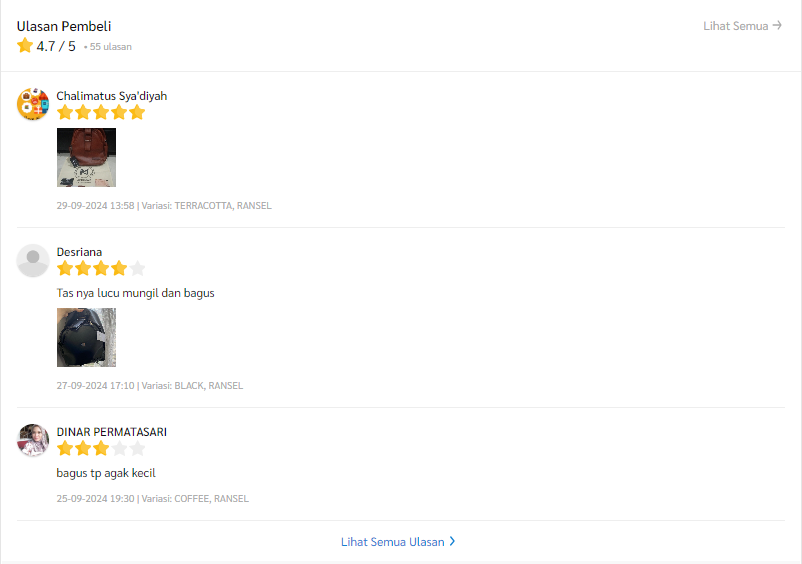 Ulasan Pembeli
Lihat Semua
4.7 / 5 • 55 ulasan
Chalimatus Sya'diyah
29-09-2024 13:58 | Variasi: TERRACOTTA, RANSEL
Desriana
Tas nya lucu mungil dan bagus
27-09-2024 17:10 | Variasi: BLACK, RANSEL
DINAR PERMATASARI
bagus tp agak kecil
25-09-2024 19:30 | Variasi: COFFEE, RANSEL
Lihat Semua Ulasan